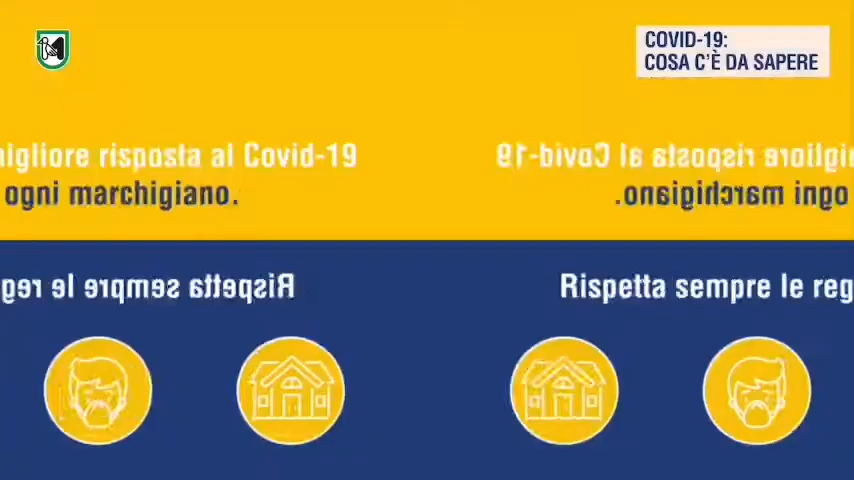 COVID-19:
COSA C'È DA SAPERE
igliore risposta al Covid-19
ogni marchigiano.
igliore risposta al Covid-19
ogni marchigiano.
Rispetta sempre le reg
Rispetta sempre le reg